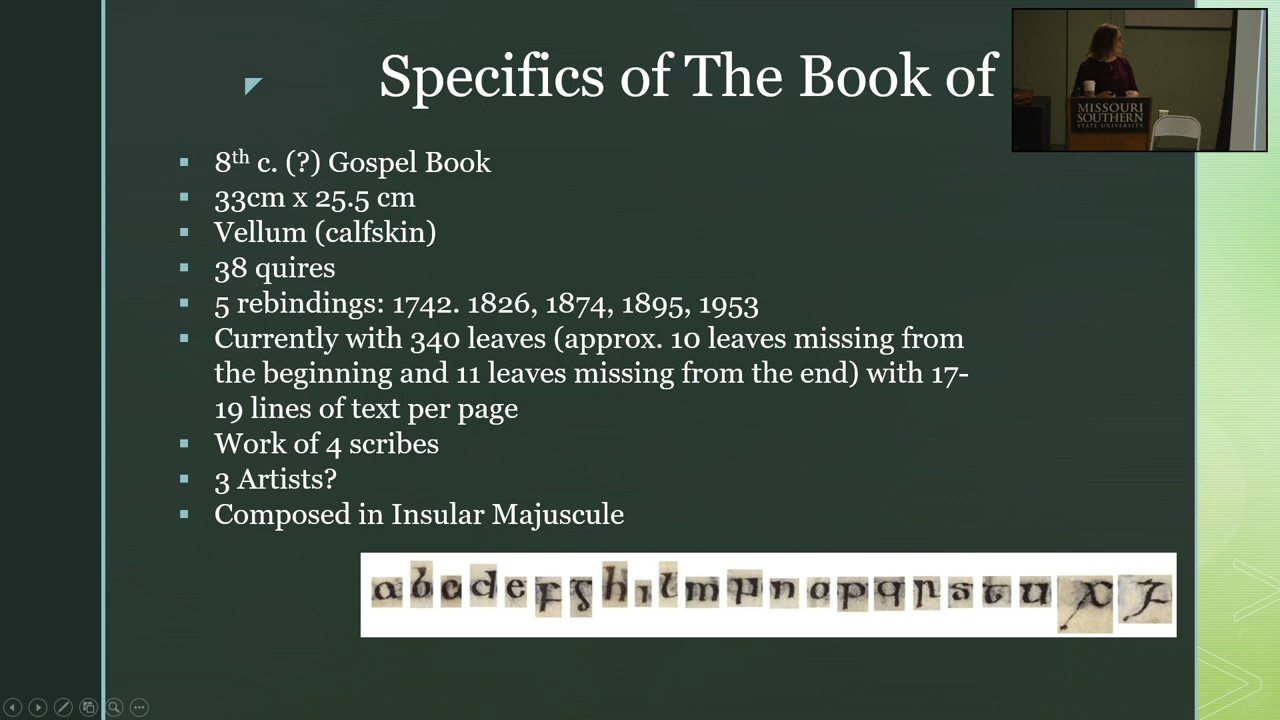 Specifics of The Book of
MISSOURI
SOUTHERN
STATE UNIVERSITY
8th c. (?) Gospel Book
33cm x 25.5 cm
Vellum (calfskin)
38 quires
5 rebindings: 1742. 1826, 1874, 1895, 1953
Currently with 340 leaves (approx. 10 leaves missing from
the beginning and 11 leaves missing from the end) with 17-
19 lines of text per page
Work of 4 scribes
3 Artists?
Composed in Insular Majuscule
a b c d e f g h i l m µ n o p q r s t u x z